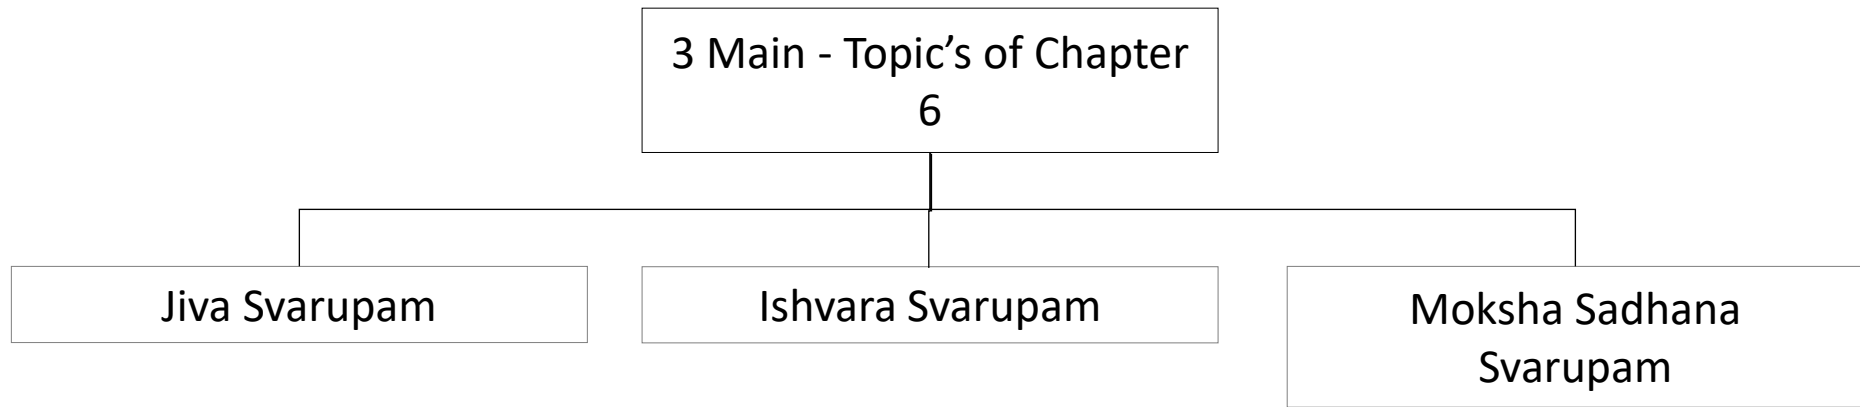 3 Main - Topic’s of Chapter
6
Jiva Svarupam
Ishvara Svarupam
Moksha Sadhana
Svarupam